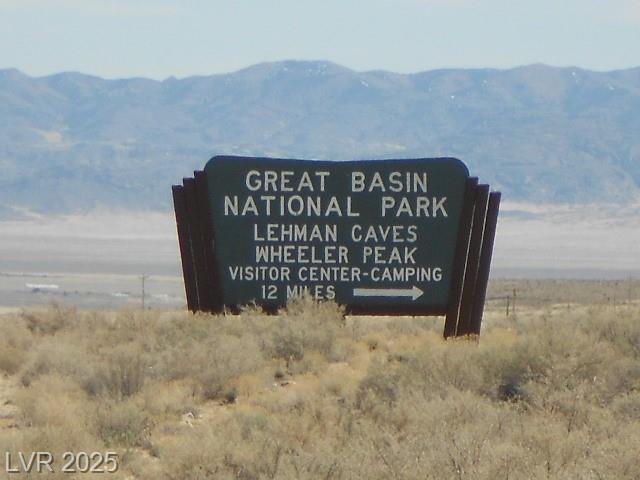 GREAT BASIN
NATIONAL PARK
LEHMAN CAVES
WHEELER PEAK
VISITOR CENTER-CAMPING
12 MILES
LVR 2025